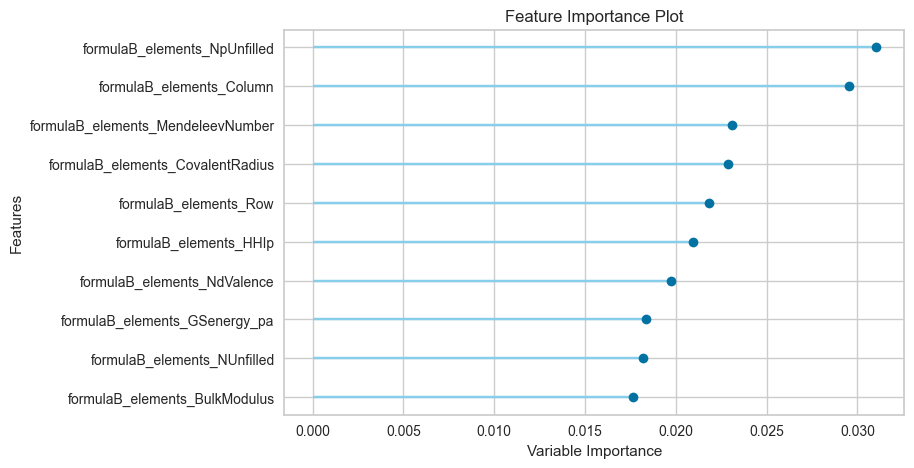 Feature Importance Plot
Features
formulaB_elements_NpUnfilled
formulaB_elements_Column
formulaB_elements_MendeleevNumber
formulaB_elements_CovalentRadius
formulaB_elements_Row
formulaB_elements_HHIp
formulaB_elements_NdValence
formulaB_elements_GSenergy_pa
formulaB_elements_NUnfilled
formulaB_elements_BulkModulus
0.000 0.005 0.010 0.015 0.020 0.025 0.030
Variable Importance